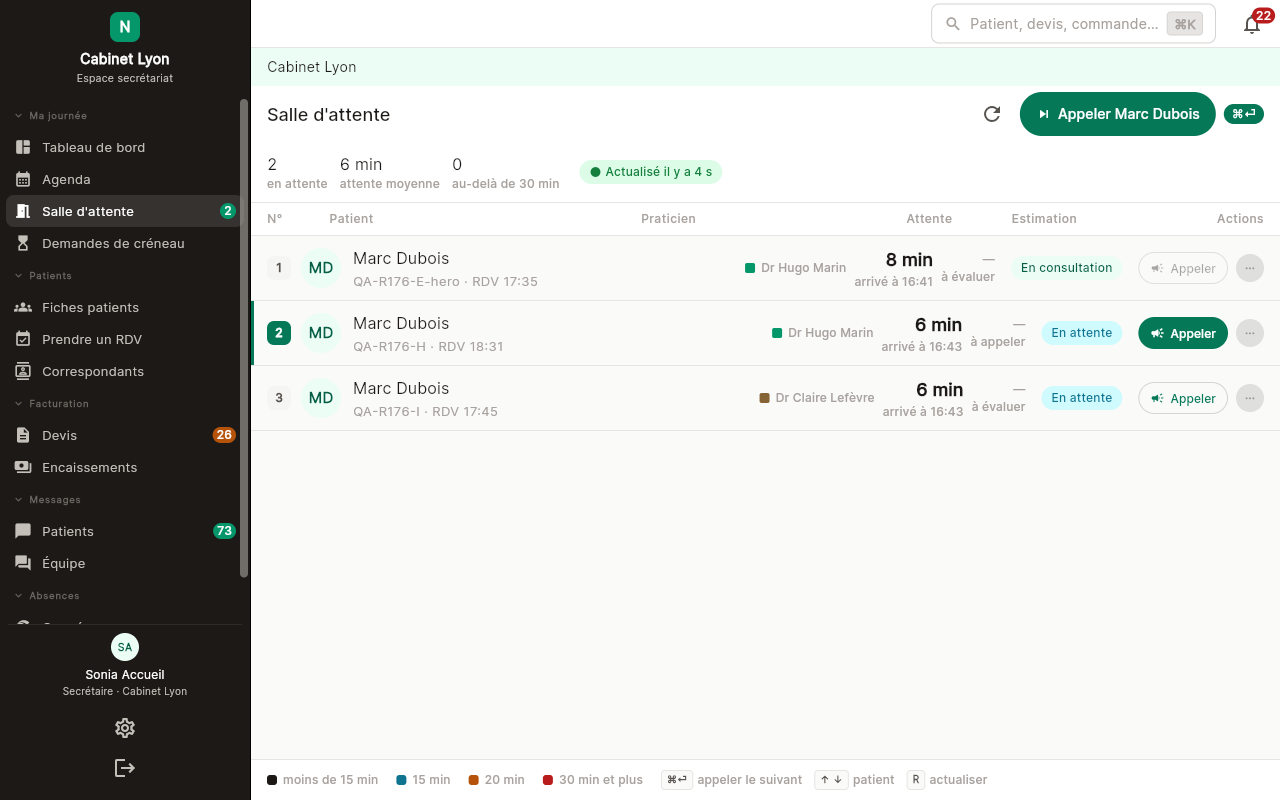 N
Cabinet Lyon
Espace secrétariat
Ma journée
Tableau de bord
Agenda
Salle d'attente 2
Demandes de créneau
Patients
Fiches patients
Prendre un RDV
Correspondants
Facturation
Devis 26
Encaissements
Messages
Patients 73
Équipe
Absences
SA
Sonia Accueil
Secrétaire · Cabinet Lyon
Patient, devis, commande... ⌘K
22
Cabinet Lyon
Salle d'attente
Appeler Marc Dubois ⌘⏎
2 en attente
6 min attente moyenne
0 au-delà de 30 min
Actualisé il y a 4 s
N° Patient Praticien Attente Estimation Actions
1 MD Marc Dubois Dr Hugo Marin 8 min — En consultation Appeler ...
QA-R176-E-hero · RDV 17:35 arrivé à 16:41 à évaluer
2 MD Marc Dubois Dr Hugo Marin 6 min — En attente Appeler ...
QA-R176-H · RDV 18:31 arrivé à 16:43 à appeler
3 MD Marc Dubois Dr Claire Lefèvre 6 min — En attente Appeler ...
QA-R176-I · RDV 17:45 arrivé à 16:43 à évaluer
moins de 15 min 15 min 20 min 30 min et plus ⌘⏎ appeler le suivant ↑ ↓ patient R actualiser